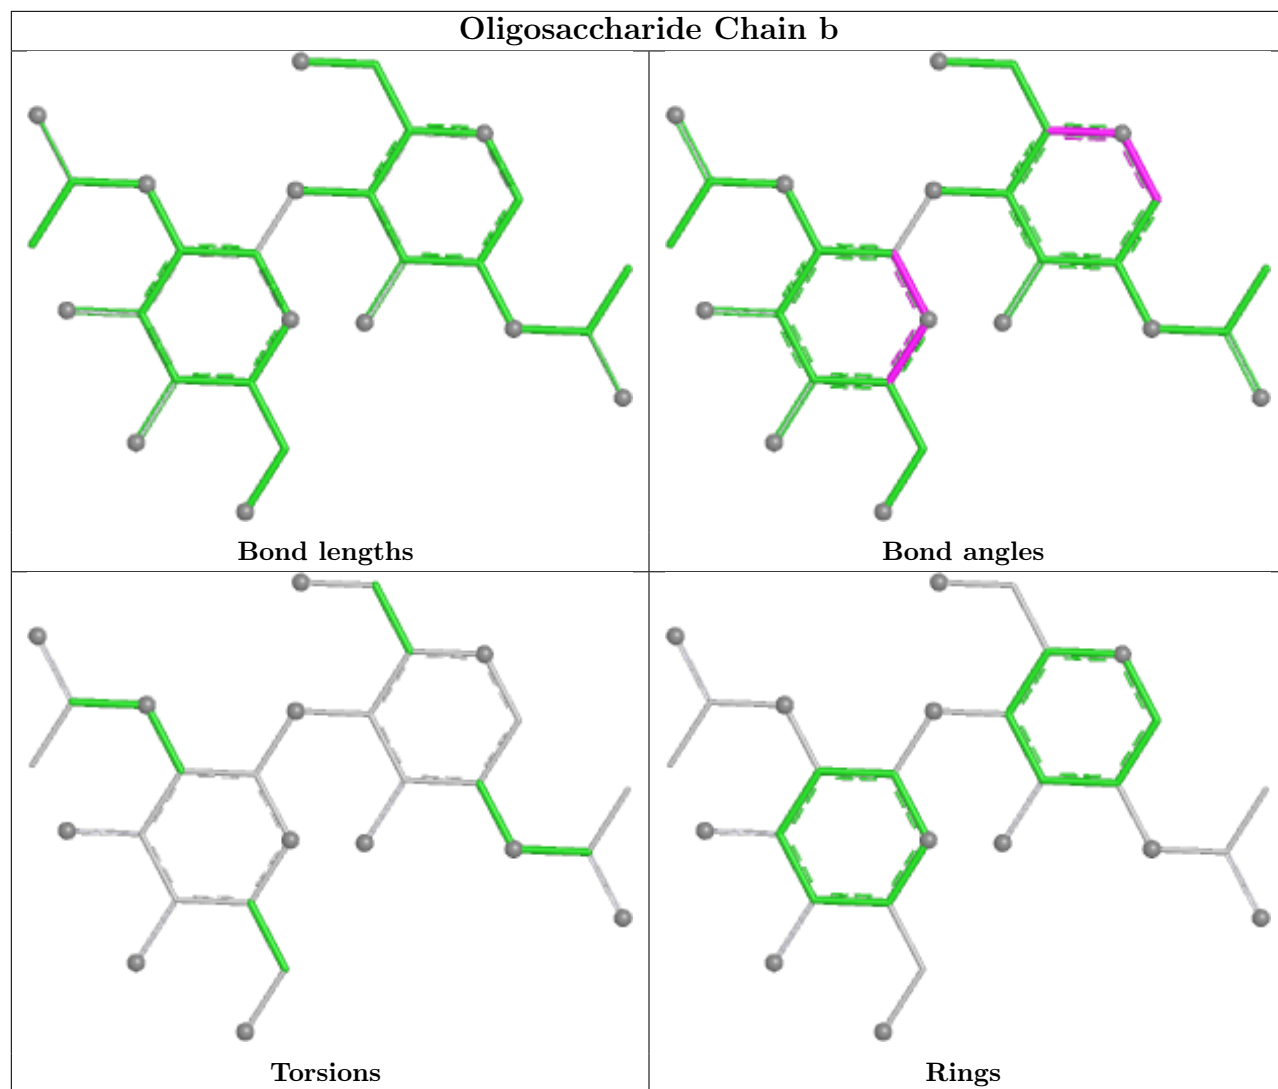 Oligosaccharide Chain b
Bond lengths
Bond angles
Torsions
Rings